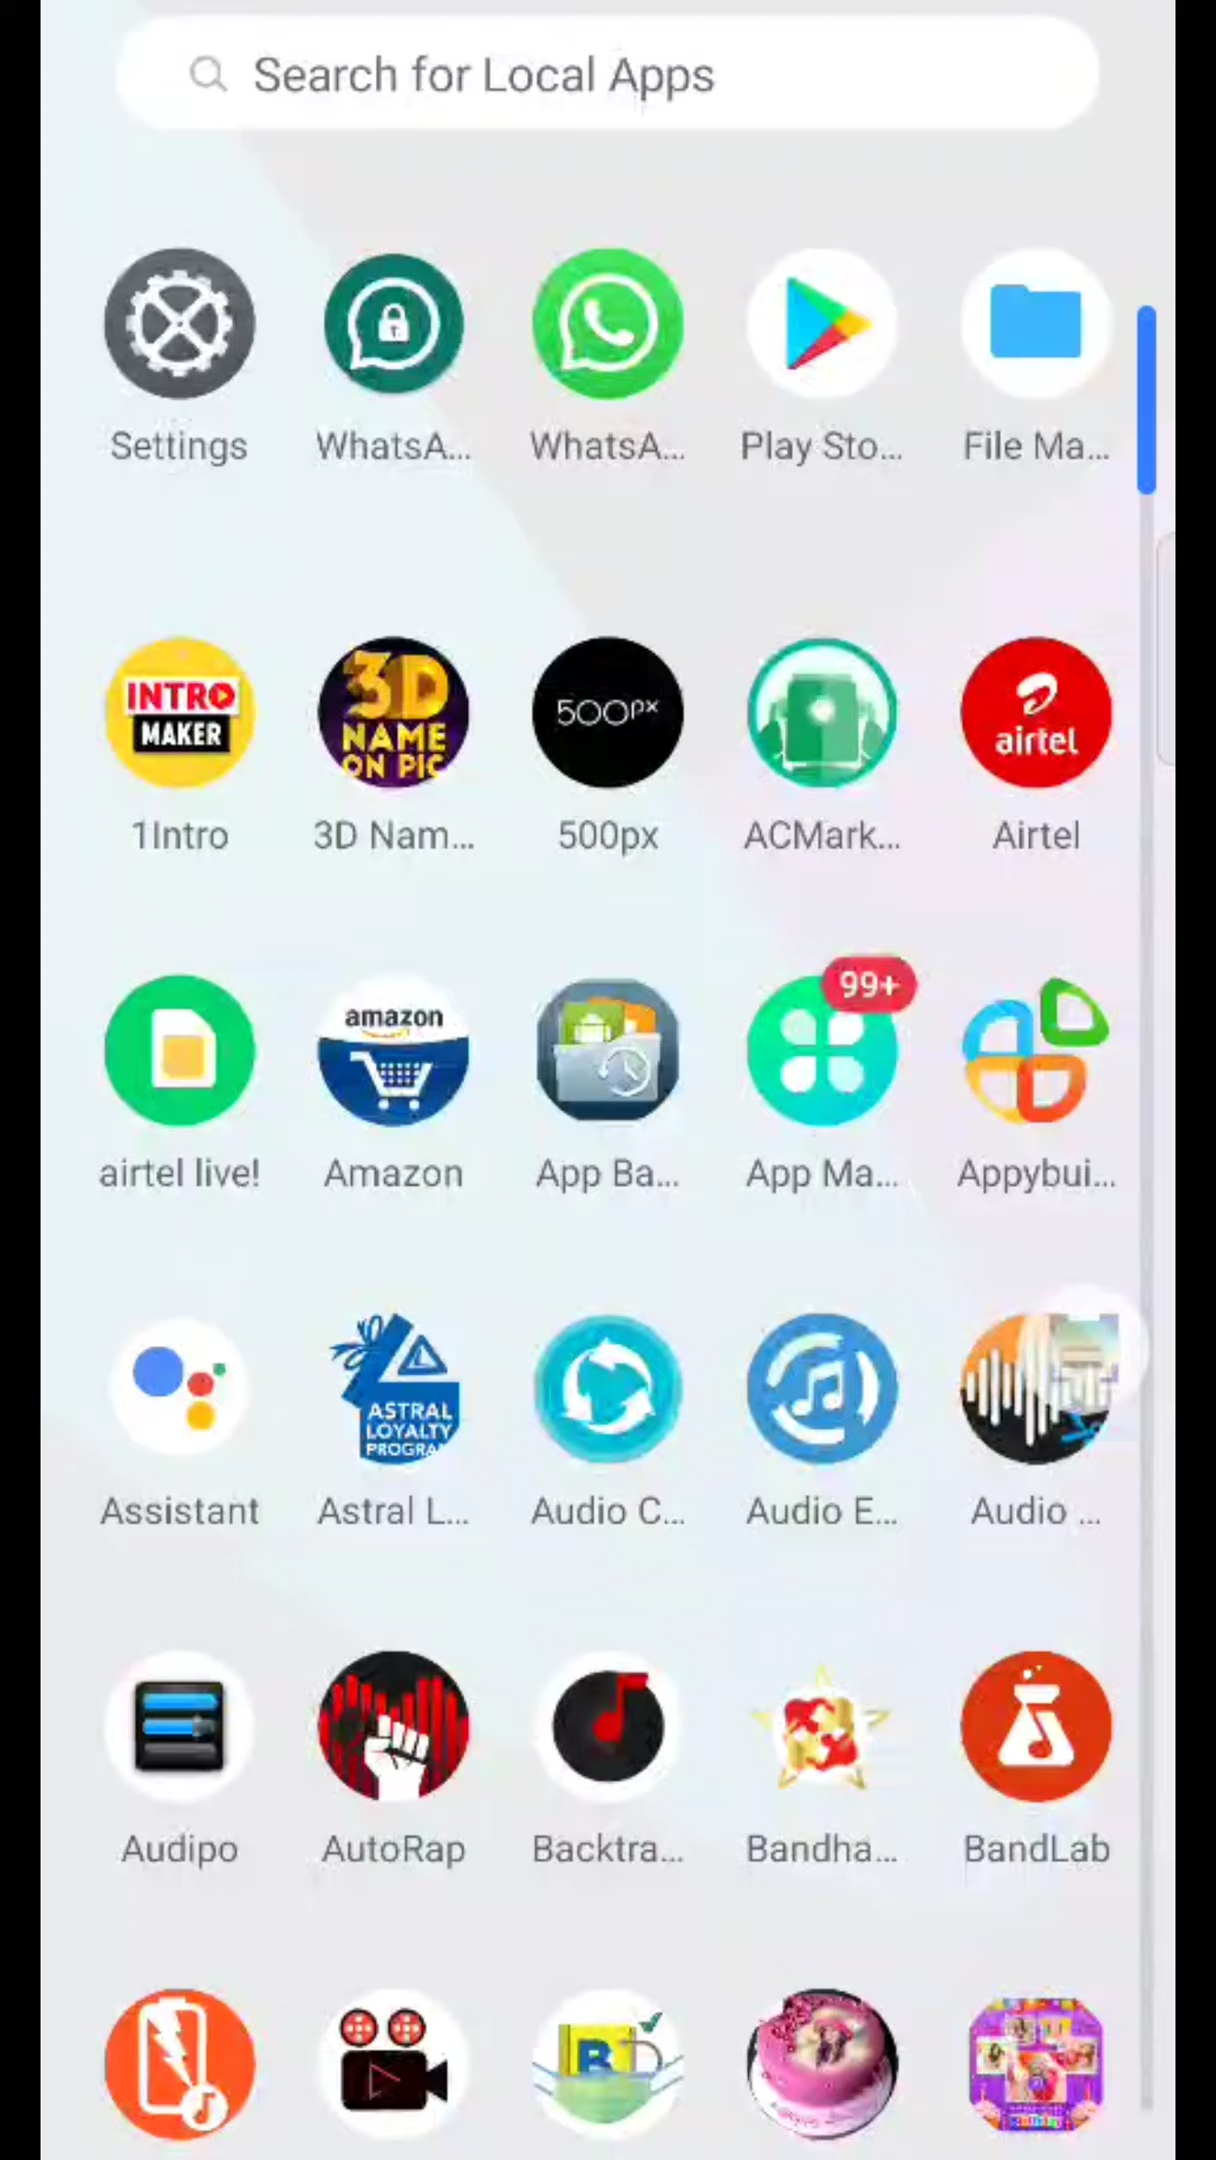 Search for Local Apps
Settings
WhatsA...
WhatsA...
Play Sto...
File Ma...
INTRO
MAKER
3D
NAME
ON PIC
500px
airtel
1Intro
3D Nam...
500px
ACMark...
Airtel
amazon
99+
airtel live!
Amazon
App Ba...
App Ma...
Appybui...
ASTRAL
LOYALTY
PROGRA
Assistant
Astral L...
Audio C...
Audio E...
Audio ...
Audipo
AutoRap
Backtra...
Bandha...
BandLab
B